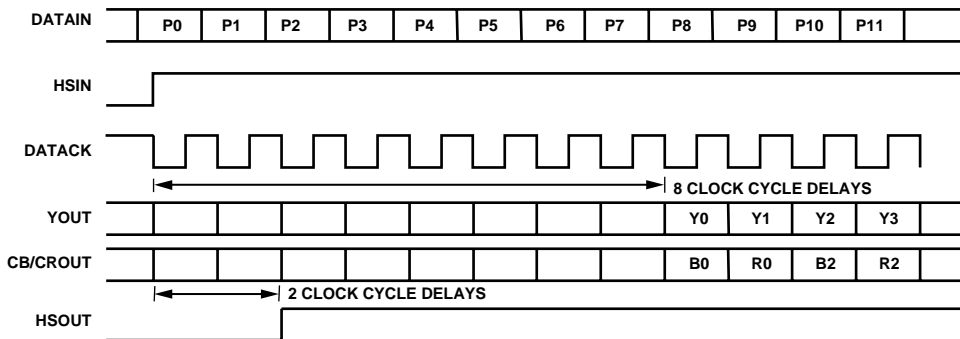 DATAIN P0 P1 P2 P3 P4 P5 P6 P7 P8 P9 P10 P11
HSIN
DATACK
8 CLOCK CYCLE DELAYS
YOUT Y0 Y1 Y2 Y3
CB/CROUT B0 R0 B2 R2
2 CLOCK CYCLE DELAYS
HSOUT